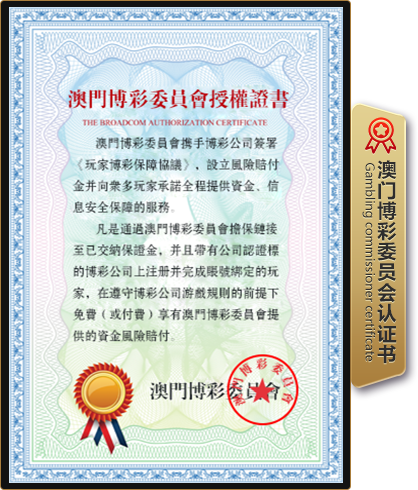 澳門博彩委員會授權證書
THE BROADCOM AUTHORIZATION CERTIFICATE
澳門博彩委員會携手博彩公司簽署
《玩家博彩保障協議》，設立風險賠付
金并向衆多玩家承諾全程提供資金、信
息安全保障的服務。
凡是通過澳門博彩委員會擔保鏈接
至已交納保證金，并且帶有公司認證標
的博彩公司上注册并完成賬號綁定的玩
家，在遵守博彩公司游戲規則的前提下
免費（或付費）享有澳門博彩委員會提
供的資金風險賠付。
澳門博彩委員會
澳門博彩委員會
澳门博彩委员会认证书
Gambling commissioner certificate